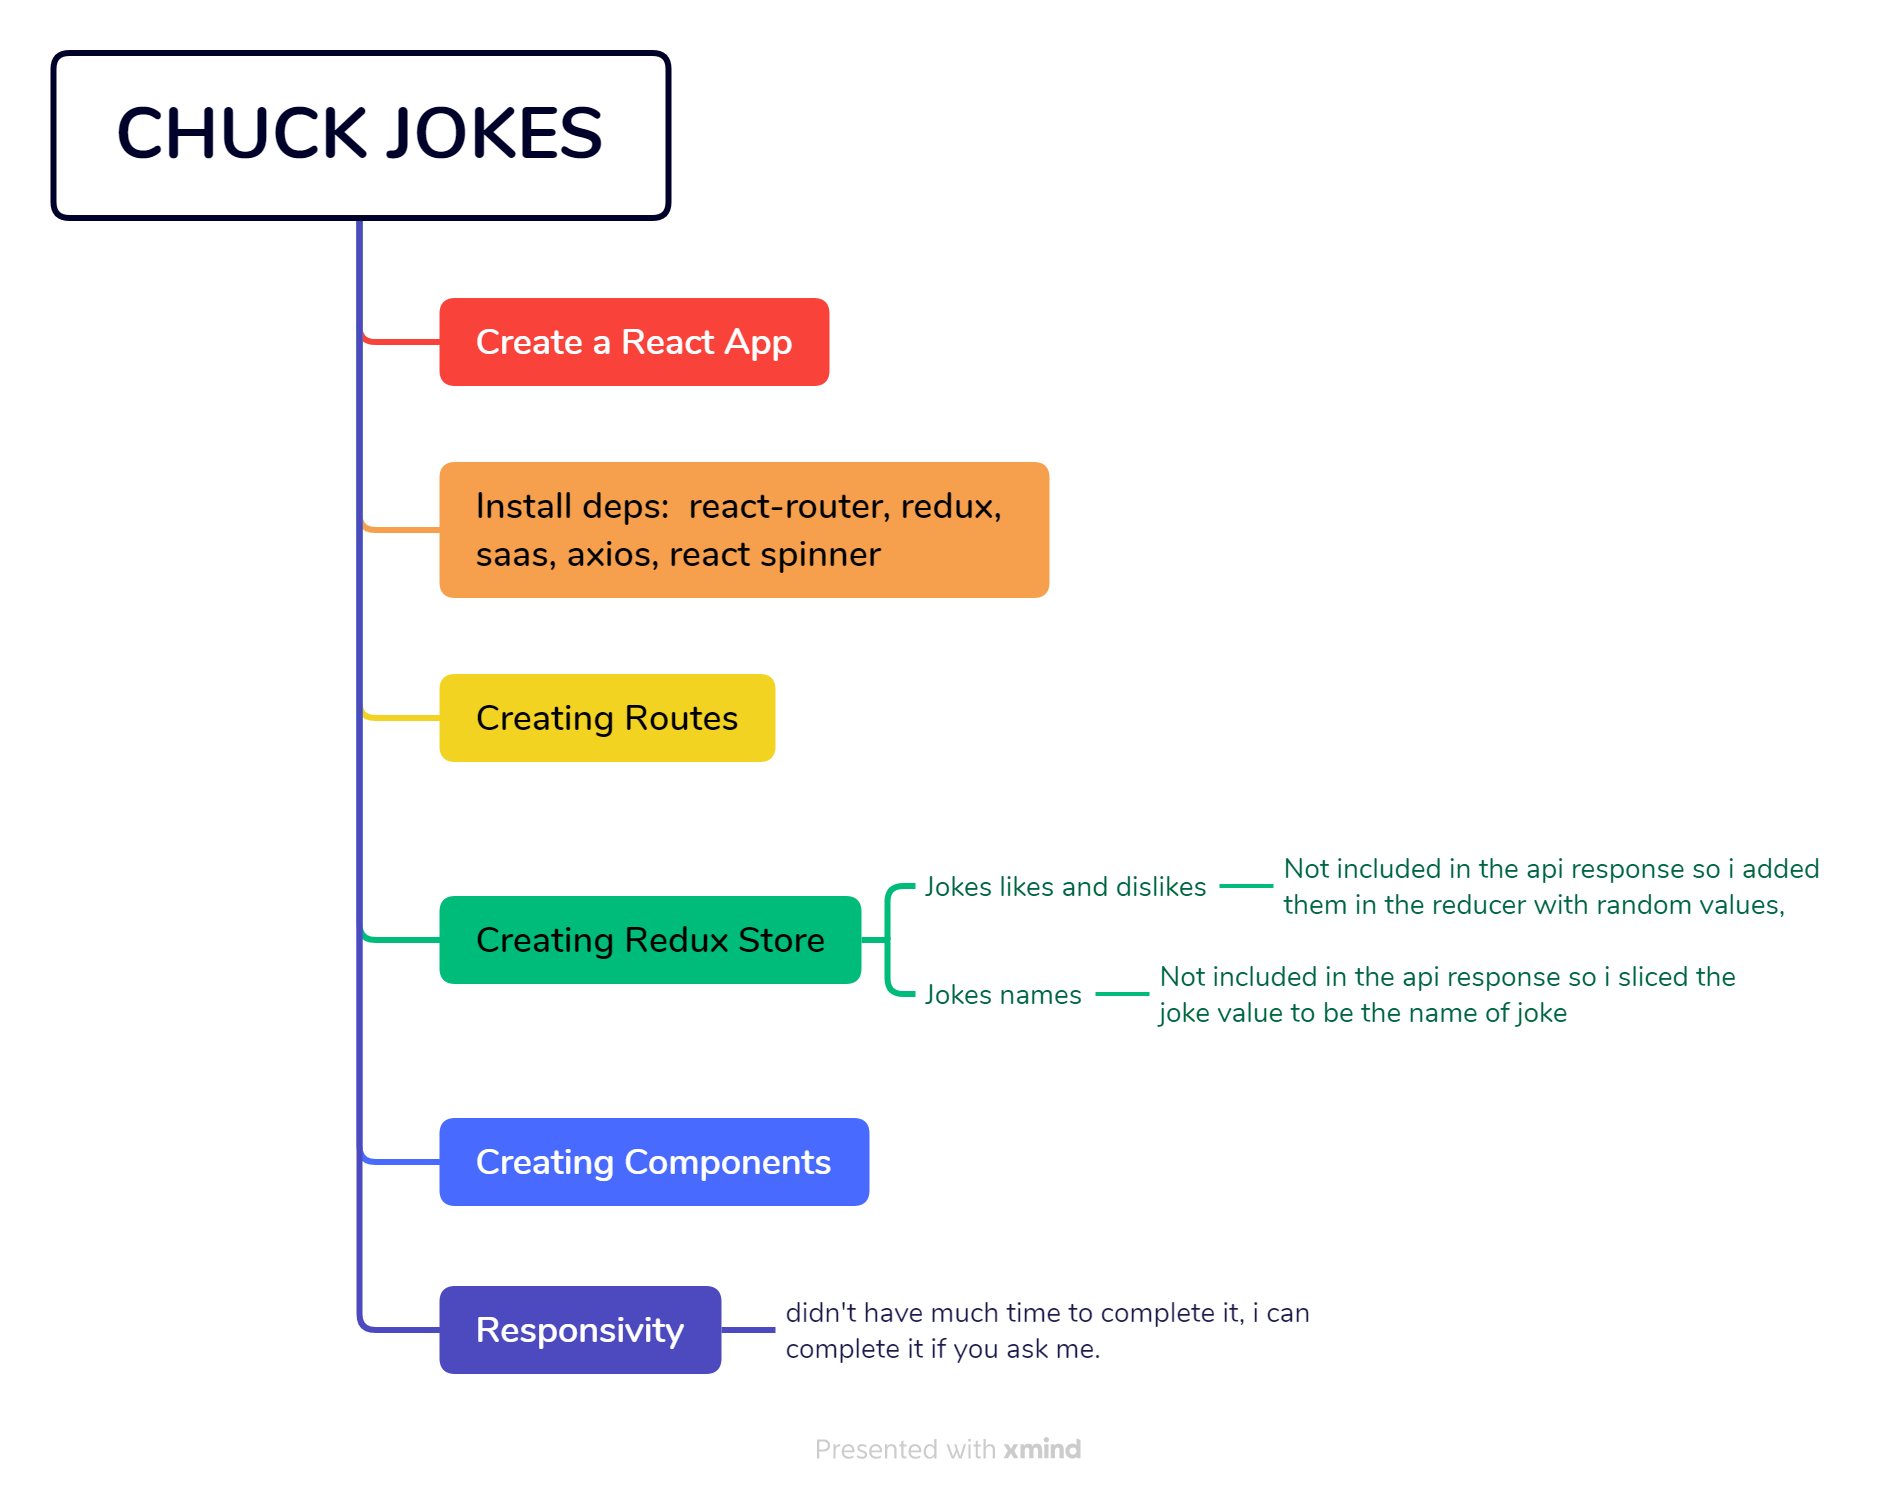 CHUCK JOKES
Create a React App
Install deps:  react-router, redux,
saas, axios, react spinner
Creating Routes
Creating Redux Store
Jokes likes and dislikes
Not included in the api response so i added
them in the reducer with random values,
Jokes names
Not included in the api response so i sliced the
joke value to be the name of joke
Creating Components
Responsivity
didn't have much time to complete it, i can
complete it if you ask me.
Presented with xmind